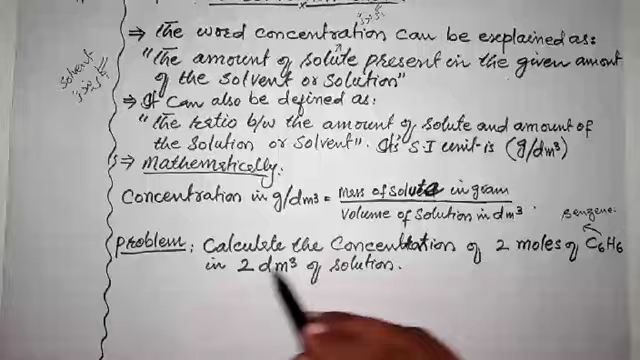 ⇒ The word concentration can be explained as:
"The amount of solute present in the given amount
of the solvent or solution"
solvent
⇒ It can also be defined as:
"The ratio b/w the amount of solute and amount of
the solution or solvent". Its S.I unit is (g/dm³)
⇒ Mathematically.
Concentration in g/dm³ = Mass of solute in gram
Volume of solution in dm³.
Benzene.
Problem: Calculate the Concentration of 2 moles of C6H6
in 2 dm³ of solution.